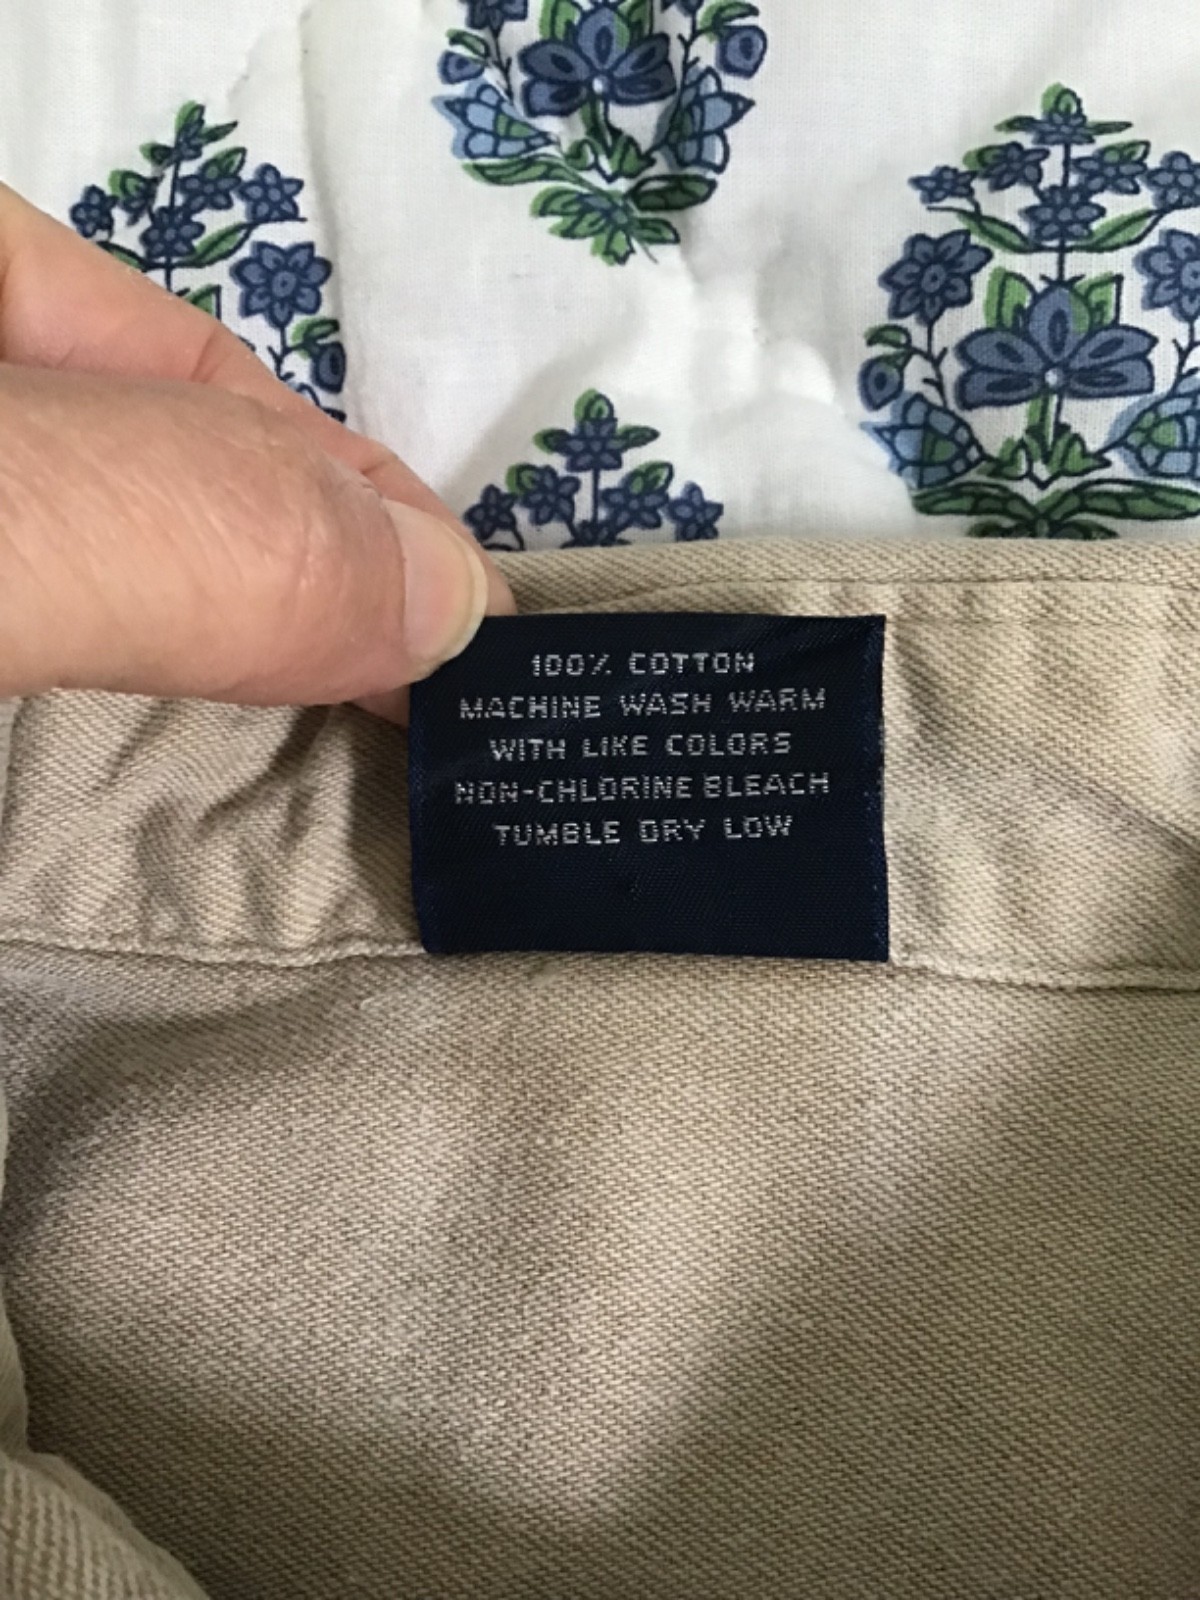 100% COTTON
MACHINE WASH WARM
WITH LIKE COLORS
NON-CHLORINE BLEACH
TUMBLE DRY LOW